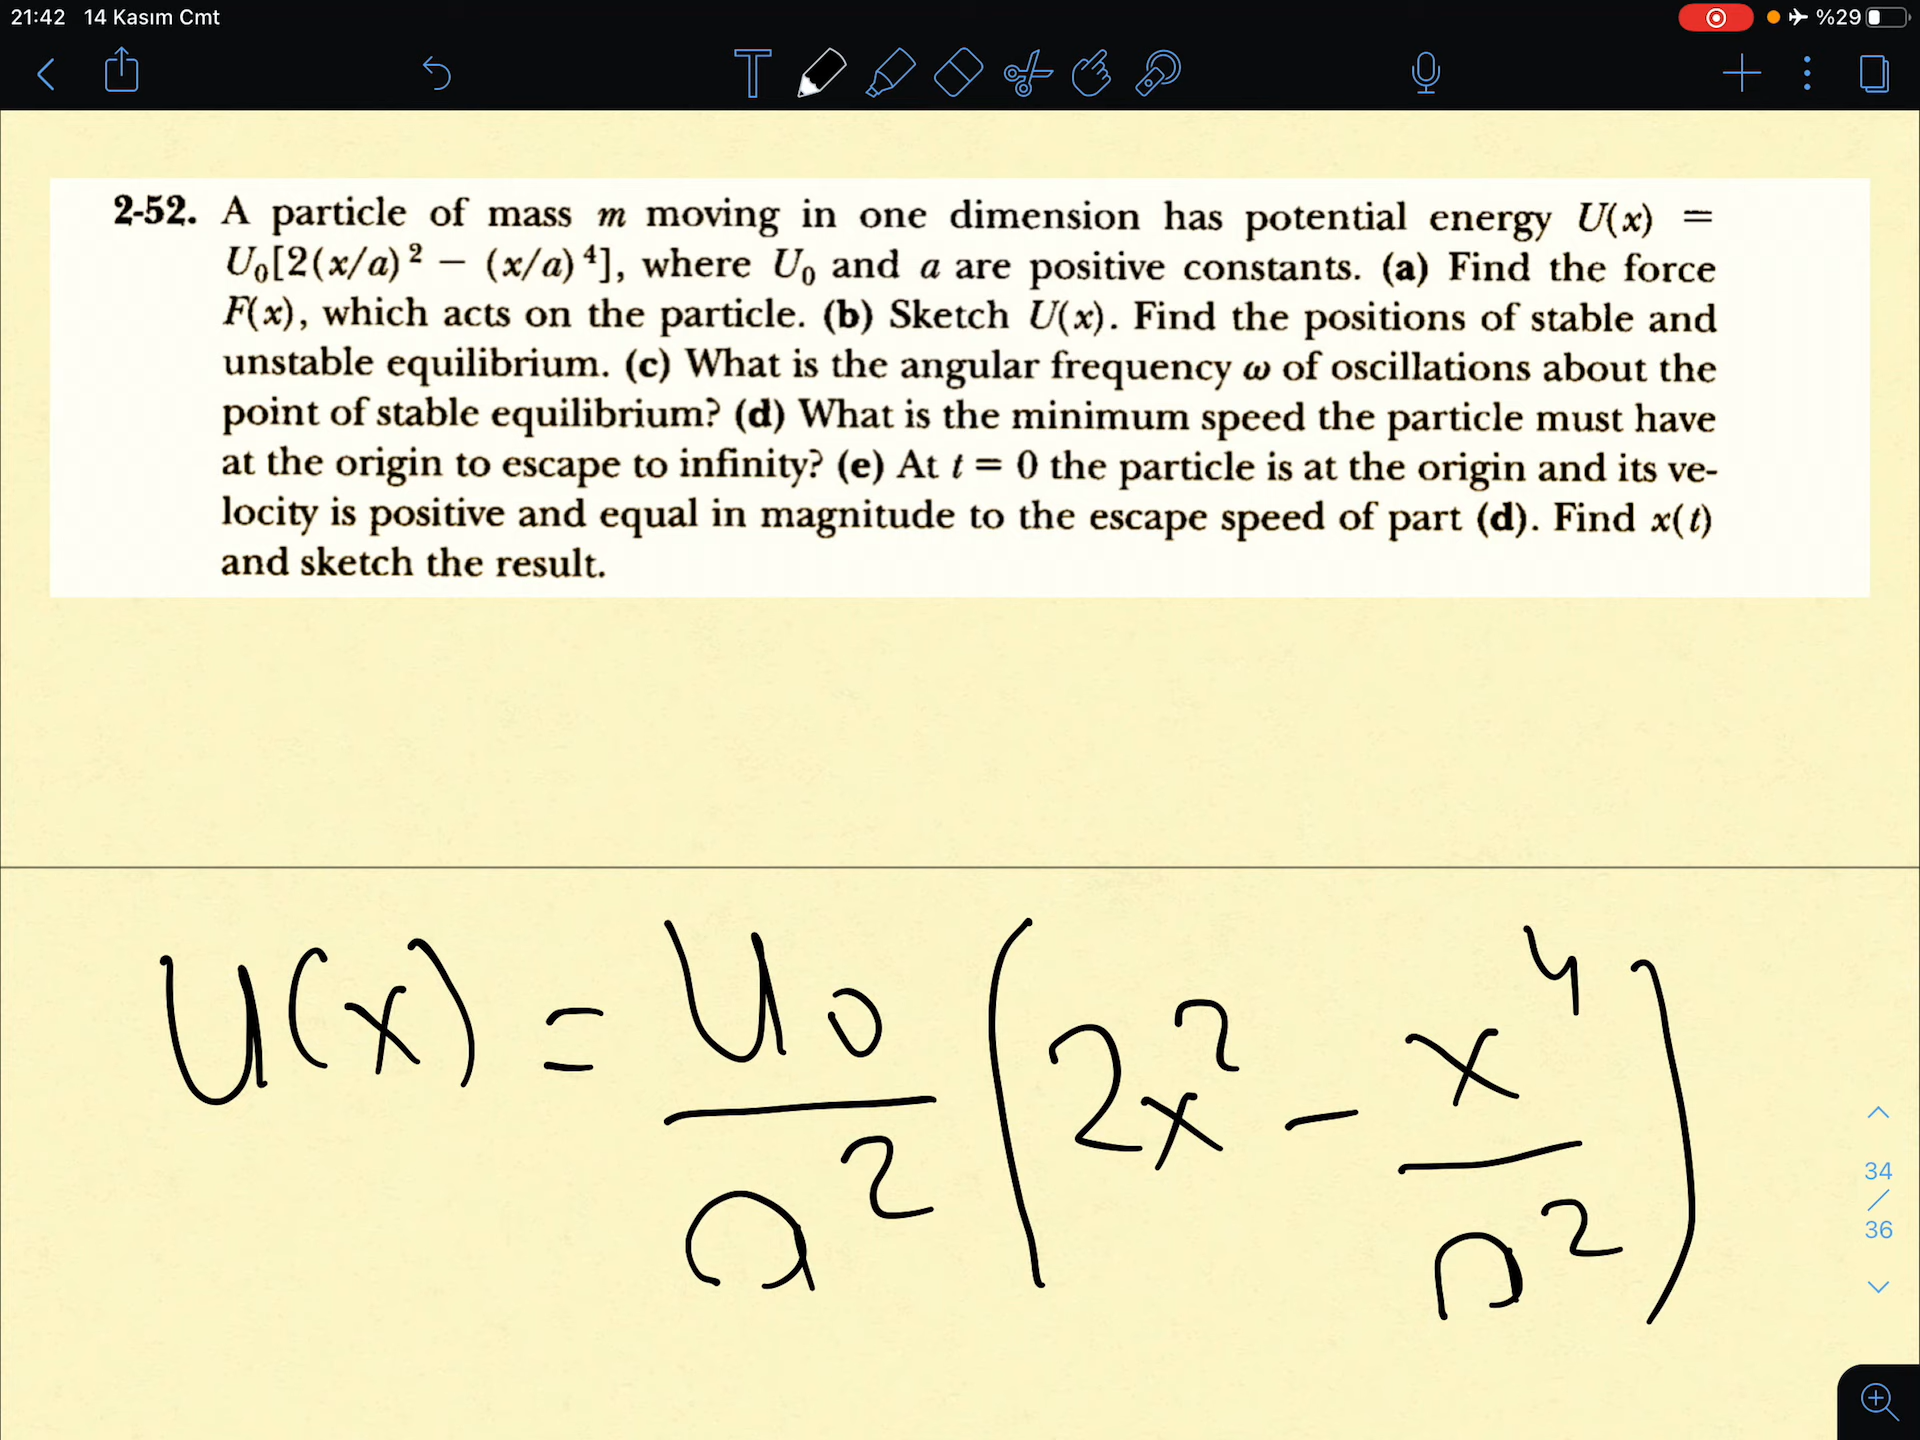 21:42 14 Kasım Cmt %29
T
2-52. A particle of mass m moving in one dimension has potential energy U(x) =
U₀[2(x/a)² − (x/a)⁴], where U₀ and a are positive constants. (a) Find the force
F(x), which acts on the particle. (b) Sketch U(x). Find the positions of stable and
unstable equilibrium. (c) What is the angular frequency ω of oscillations about the
point of stable equilibrium? (d) What is the minimum speed the particle must have
at the origin to escape to infinity? (e) At t = 0 the particle is at the origin and its ve-
locity is positive and equal in magnitude to the escape speed of part (d). Find x(t)
and sketch the result.
U(x) = U₀/a² (2x² − x⁴/a²)
34
/
36